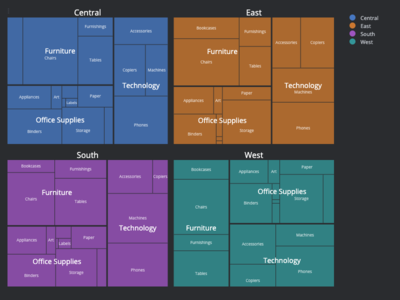 Central
Furnishings
Accessories
Furniture
Chairs
Tables
Copiers
Machines
Technology
Appliances
Art
Paper
Labels
Office Supplies
Binders
Storage
Phones
East
Bookcases
Furnishings
Accessories
Copiers
Furniture
Chairs
Tables
Technology
Machines
Appliances
Art
Paper
Office Supplies
Binders
Storage
Phones
Central
East
South
West
South
Bookcases
Furnishings
Accessories
Copiers
Furniture
Chairs
Tables
Machines
Technology
Appliances
Art
Paper
Labels
Office Supplies
Binders
Storage
Phones
West
Bookcases
Appliances
Art
Paper
Office Supplies
Chairs
Binders
Storage
Furniture
Furnishings
Accessories
Machines
Technology
Tables
Copiers
Phones